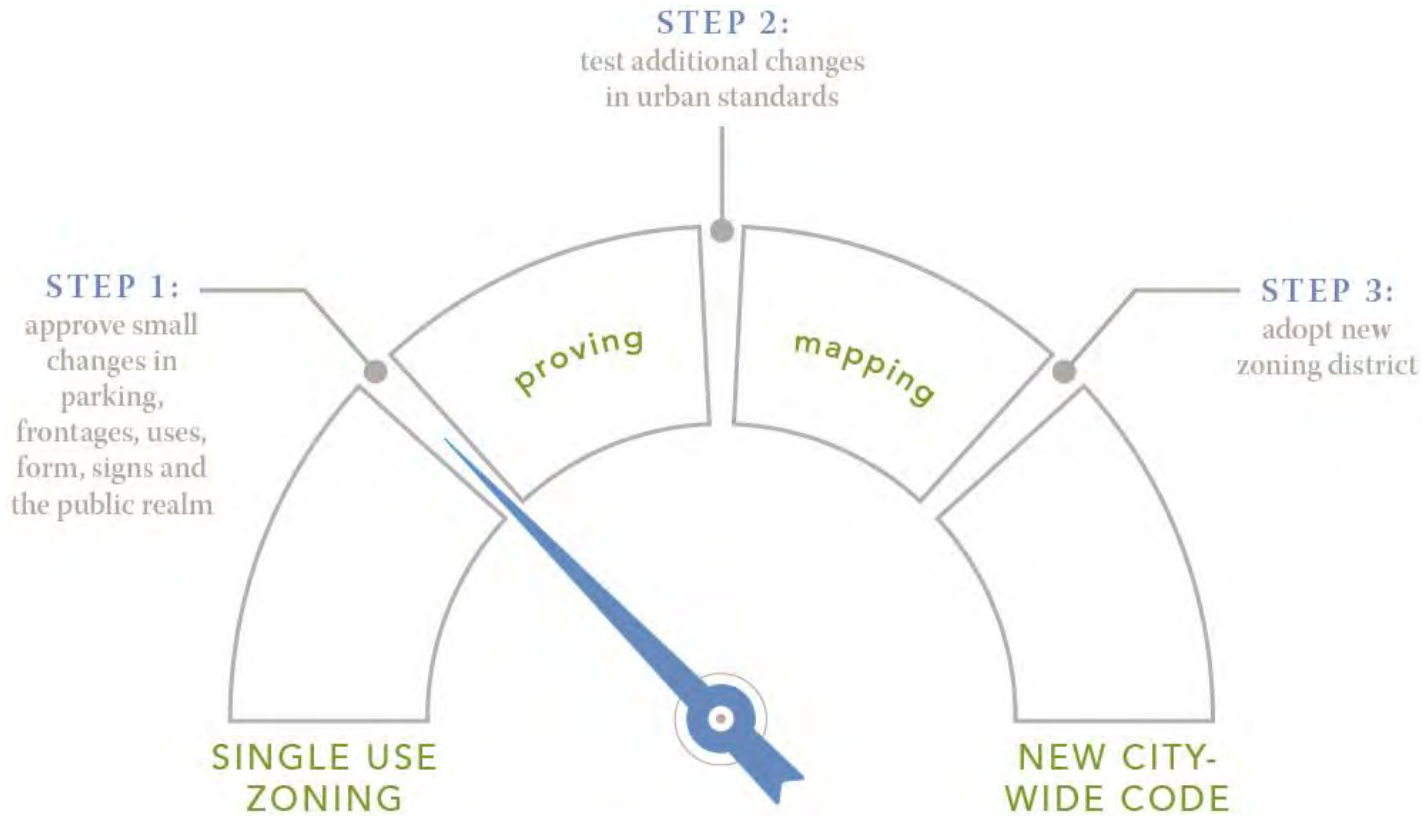 STEP 2:
test additional changes
in urban standards
STEP 1:
approve small
changes in
parking,
frontages, uses,
form, signs and
the public realm
STEP 3:
adopt new
zoning district
proving
mapping
SINGLE USE
ZONING
NEW CITY-
WIDE CODE